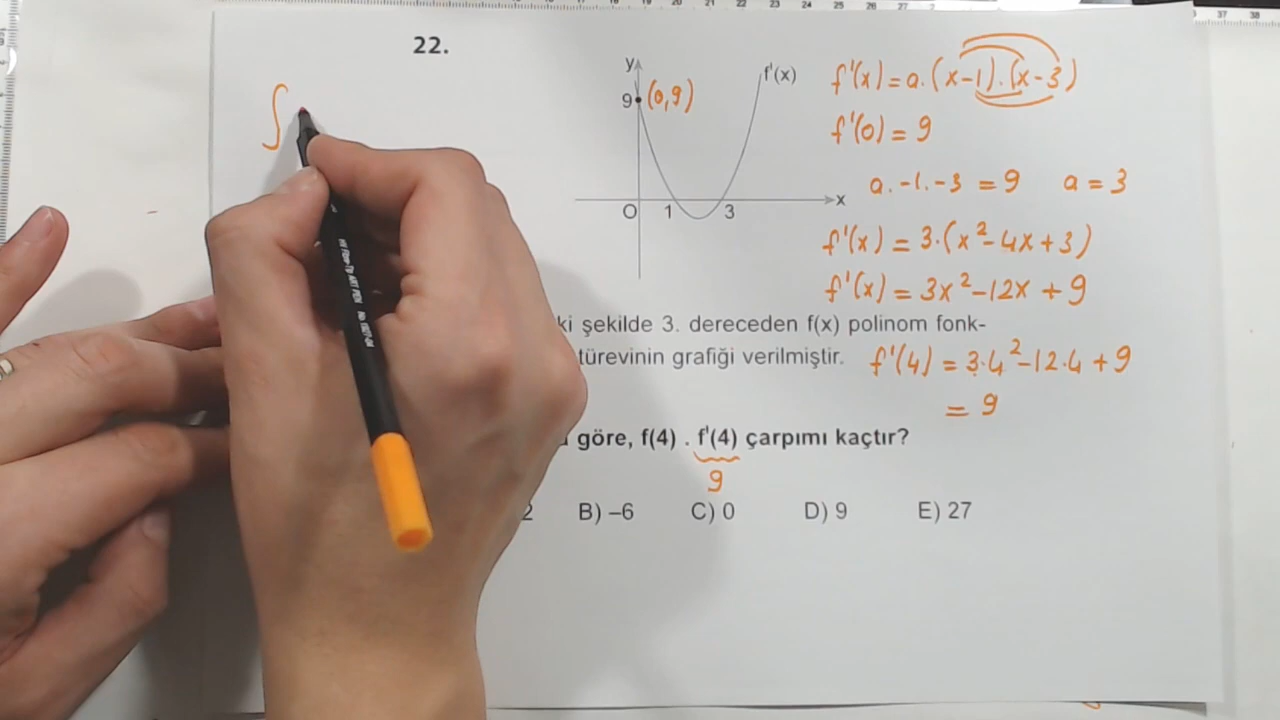 22.
y
f'(x)
9
(0,9)
x
O 1 3
f'(x) = a.(x-1).(x-3)
f'(0) = 9
a.-1.-3 = 9 a = 3
f'(x) = 3.(x²-4x+3)
f'(x) = 3x²-12x+9
∫
ki şekilde 3. dereceden f(x) polinom fonk-
türevinin grafiği verilmiştir.
f'(4) = 3.4²-12.4+9
= 9
göre, f(4) . f'(4) çarpımı kaçtır?
9
2 B) –6 C) 0 D) 9 E) 27